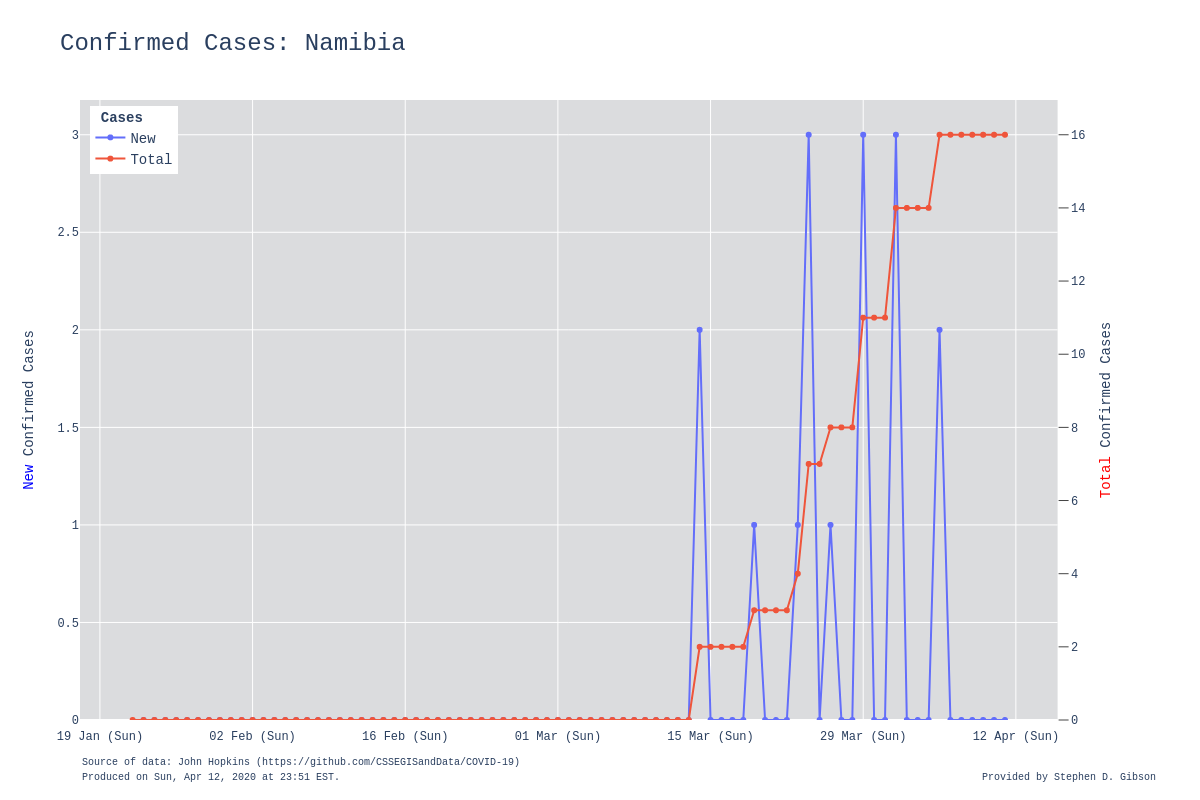 Confirmed Cases: Namibia
Cases
New
Total
3
2.5
2
1.5
1
0.5
0
New Confirmed Cases
16
14
12
10
8
6
4
2
0
Total Confirmed Cases
19 Jan (Sun) 02 Feb (Sun) 16 Feb (Sun) 01 Mar (Sun) 15 Mar (Sun) 29 Mar (Sun) 12 Apr (Sun)
Source of data: John Hopkins (https://github.com/CSSEGISandData/COVID-19)
Produced on Sun, Apr 12, 2020 at 23:51 EST.
Provided by Stephen D. Gibson